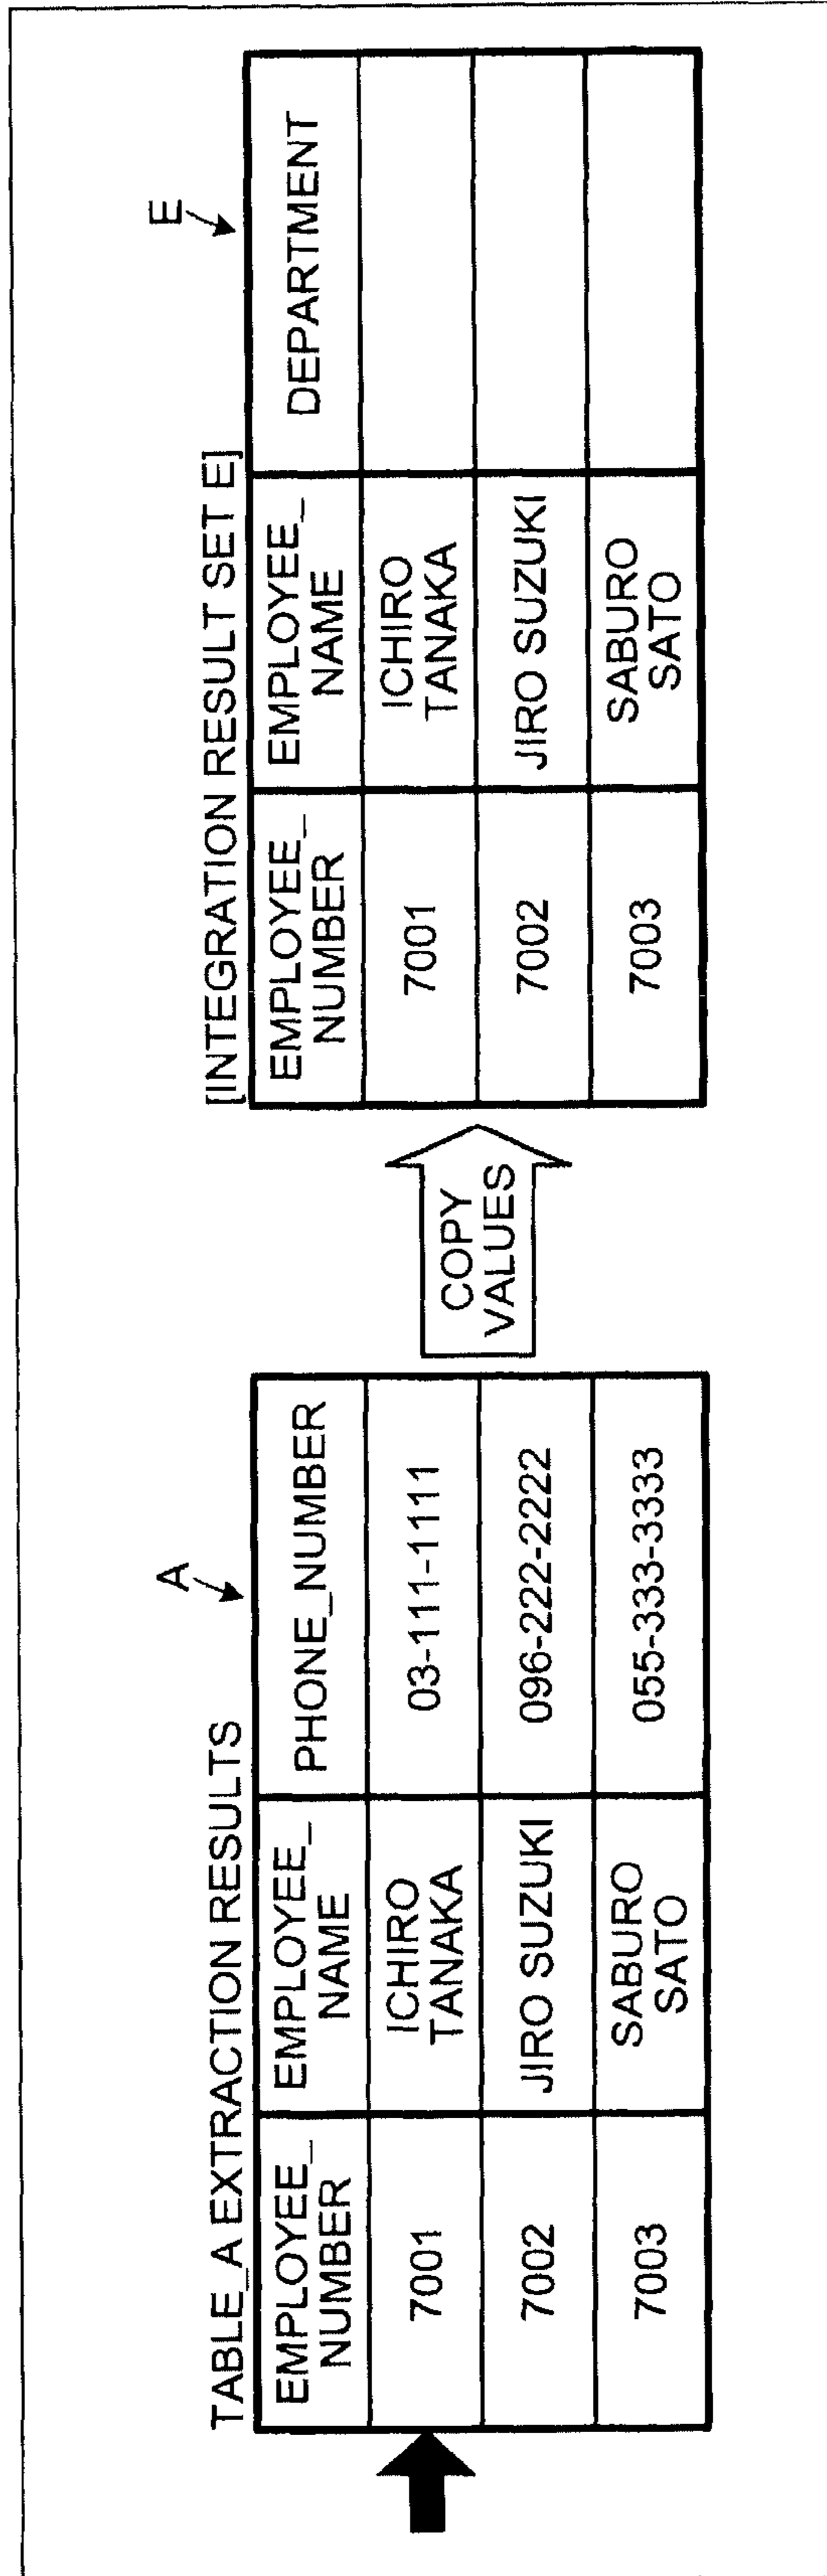 TABLE_A EXTRACTION RESULTS
A
EMPLOYEE_
NUMBER
EMPLOYEE_
NAME
PHONE_NUMBER
7001
ICHIRO
TANAKA
03-111-1111
7002
JIRO SUZUKI
096-222-2222
7003
SABURO
SATO
055-333-3333
COPY
VALUES
[INTEGRATION RESULT SET E]
E
EMPLOYEE_
NUMBER
EMPLOYEE_
NAME
DEPARTMENT
7001
ICHIRO
TANAKA
7002
JIRO SUZUKI
7003
SABURO
SATO